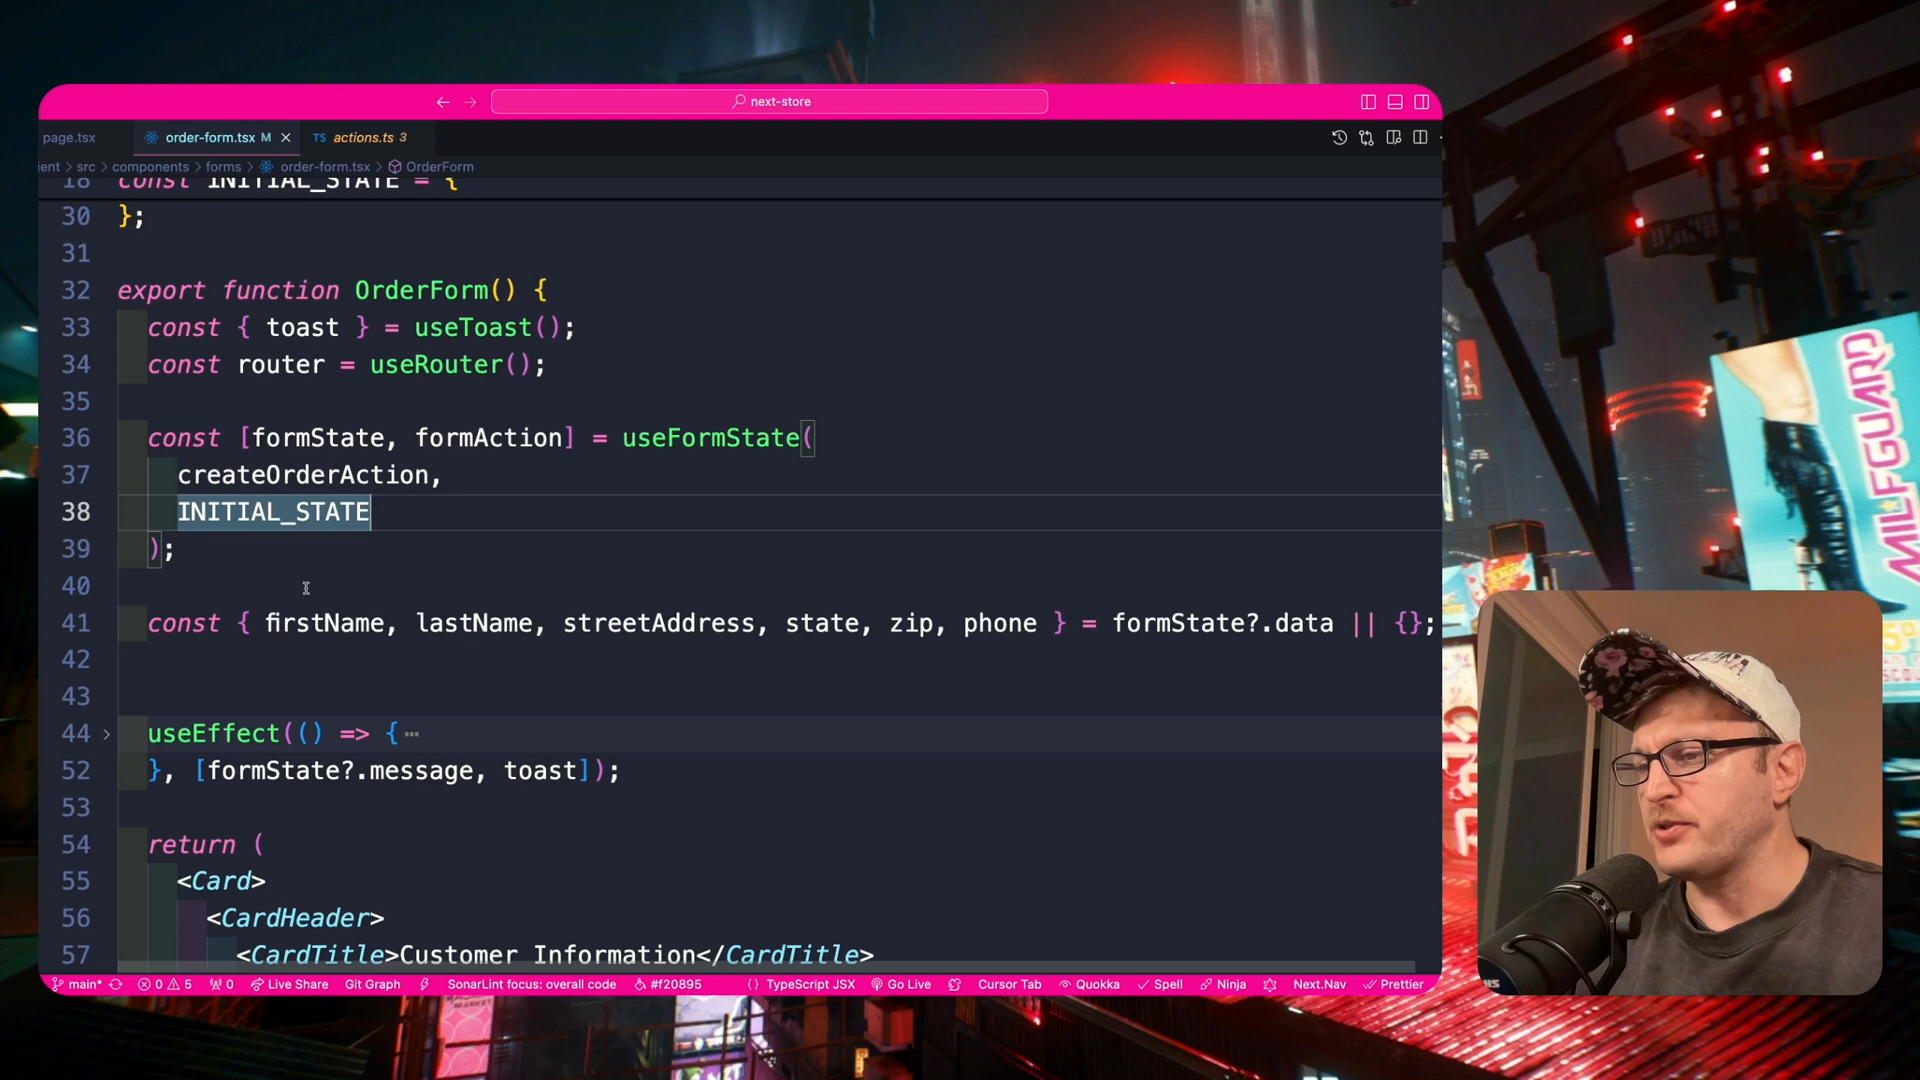 next-store
page.tsx
order-form.tsx M
TS actions.ts 3
ient > src > components > forms > order-form.tsx > OrderForm
18 const INITIAL_STATE = {
30 };
31
32 export function OrderForm() {
33 const { toast } = useToast();
34 const router = useRouter();
35
36 const [formState, formAction] = useFormState(
37 createOrderAction,
38 INITIAL_STATE
39 );
40
41 const { firstName, lastName, streetAddress, state, zip, phone } = formState?.data || {};
42
43
44 useEffect(() => {
52 }, [formState?.message, toast]);
53
54 return (
55 <Card>
56 <CardHeader>
57 <CardTitle>Customer Information</CardTitle>
main* 0 5 0 Live Share Git Graph SonarLint focus: overall code #f20895 {} TypeScript JSX Go Live Cursor Tab Quokka Spell Ninja Next.Nav Prettier
MILFGUARD